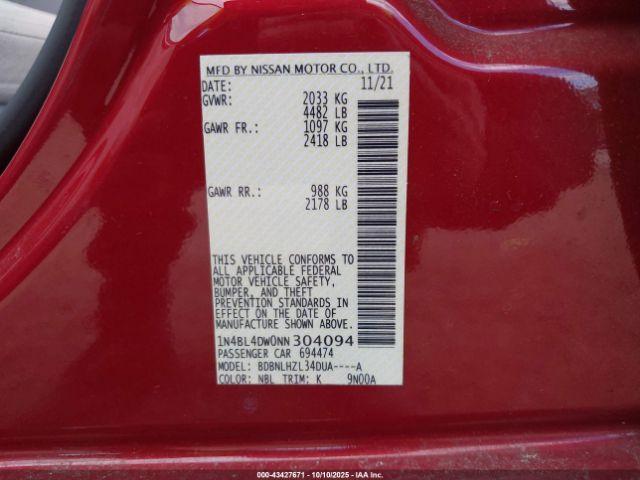 MFD BY NISSAN MOTOR CO., LTD.
DATE: 11/21
GVWR: 2033 KG
4482 LB
GAWR FR.: 1097 KG
2418 LB
GAWR RR.: 988 KG
2178 LB
THIS VEHICLE CONFORMS TO
ALL APPLICABLE FEDERAL
MOTOR VEHICLE SAFETY,
BUMPER, AND THEFT
PREVENTION STANDARDS IN
EFFECT ON THE DATE OF
MANUFACTURE SHOWN ABOVE.
1N4BL4DW0NN304094
PASSENGER CAR 694474
MODEL: BDBNLHZL34DUA----A
COLOR: NBL TRIM: K 9N00A
000-43427671 - 10/10/2025 - IAA Inc.